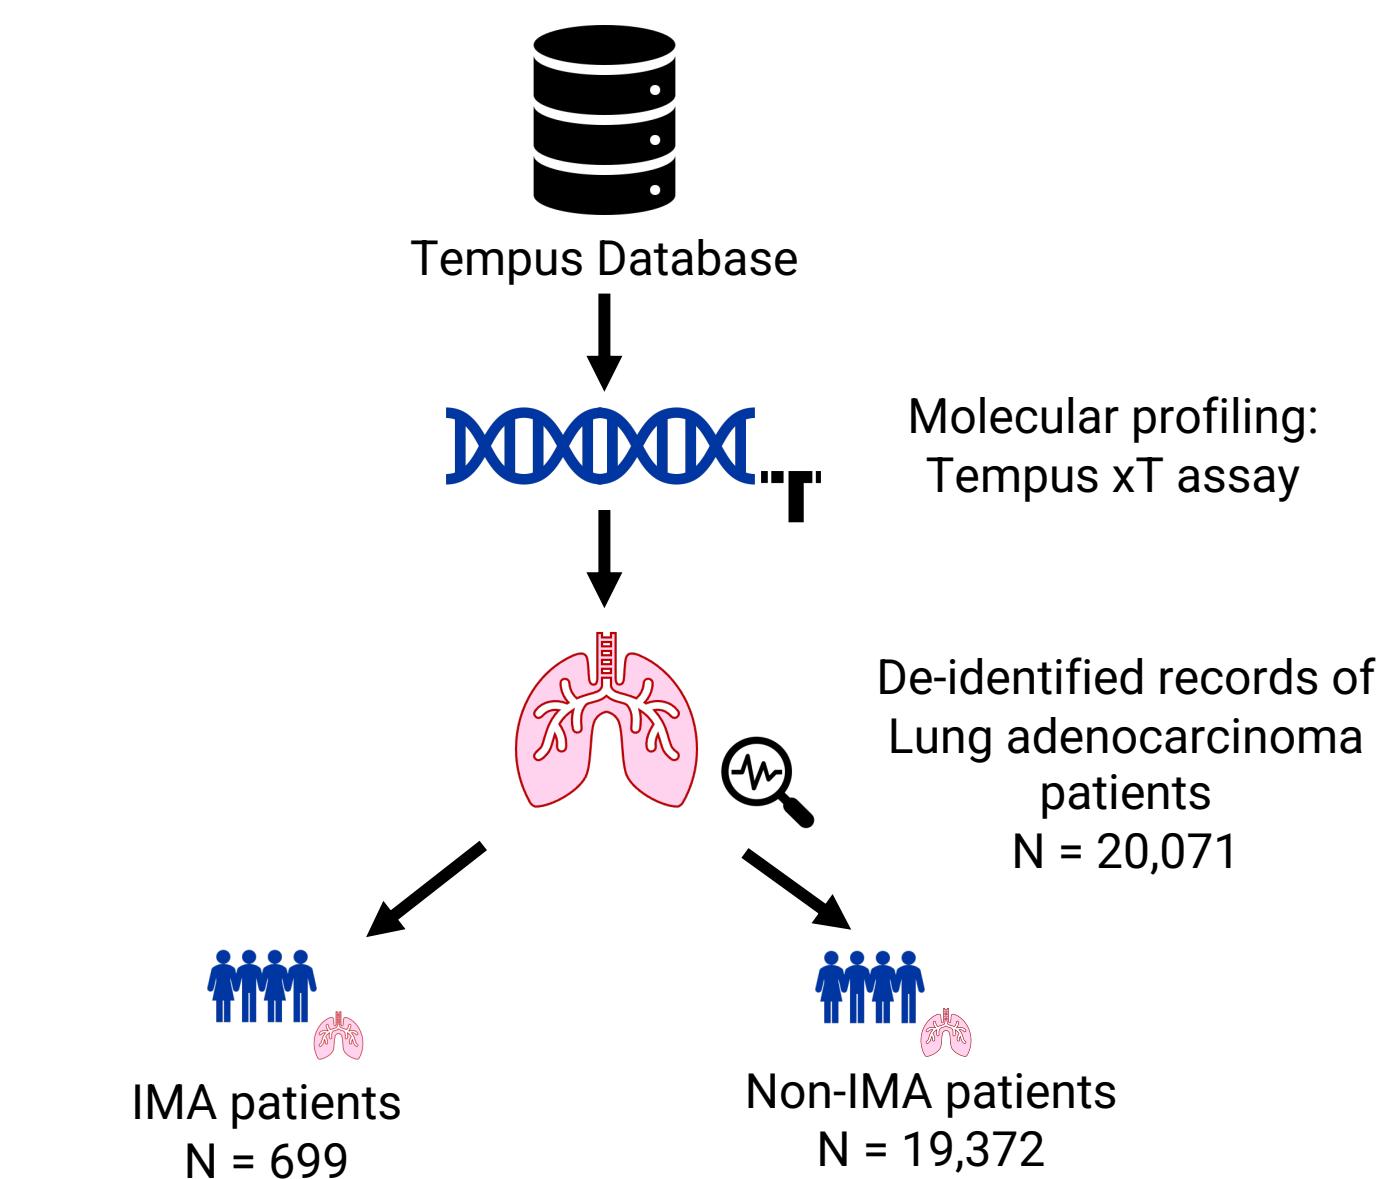 Tempus Database
Molecular profiling:
Tempus xT assay
T
De-identified records of
Lung adenocarcinoma
patients
N = 20,071
IMA patients
N = 699
Non-IMA patients
N = 19,372